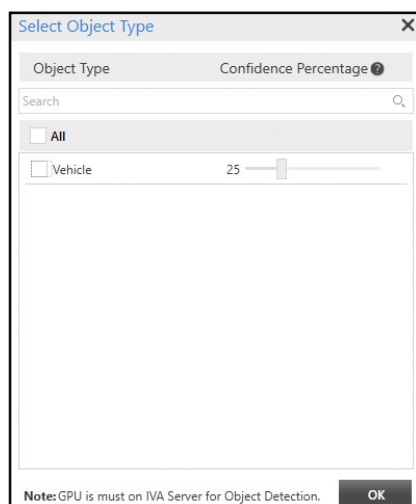 Select Object Type
Object Type Confidence Percentage ?
Search
All
Vehicle 25
Note: GPU is must on IVA Server for Object Detection. OK